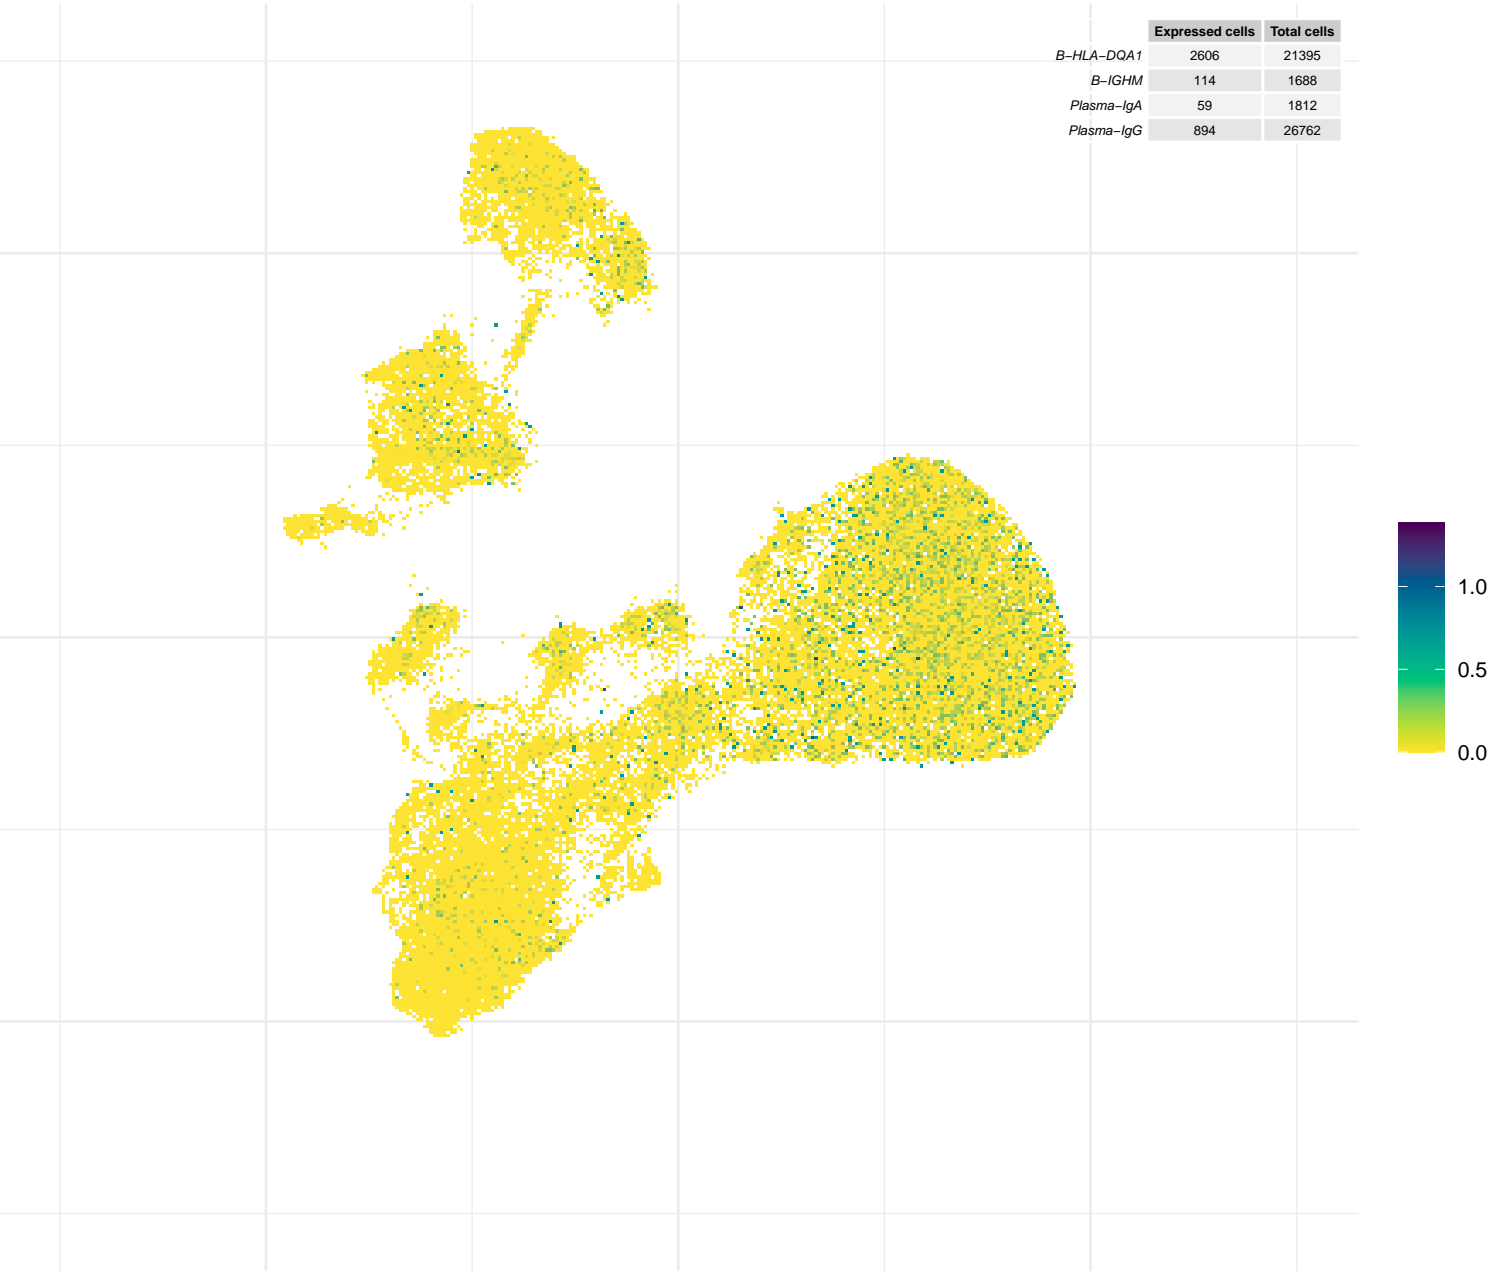 Expressed cells Total cells
B−HLA−DQA1 2606 21395
B−IGHM 114 1688
Plasma−IgA 59 1812
Plasma−IgG 894 26762
1.0
0.5
0.0